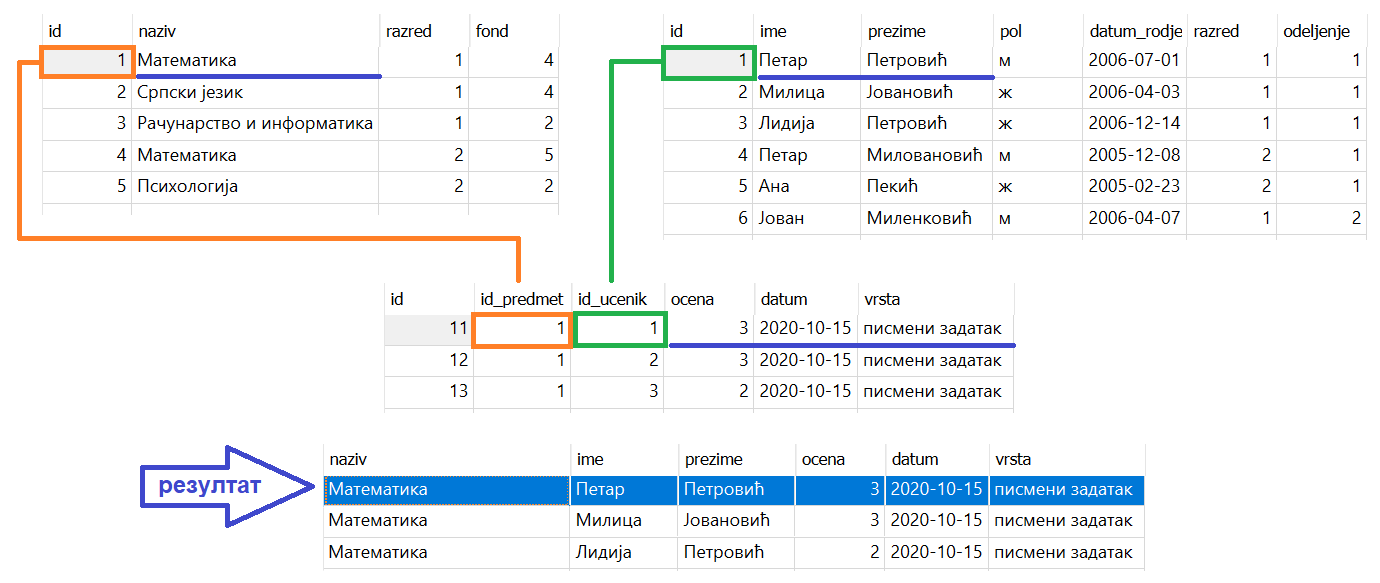 id naziv razred fond
1 Математика 1 4
2 Српски језик 1 4
3 Рачунарство и информатика 1 2
4 Математика 2 5
5 Психологија 2 2
id ime prezime pol datum_rodje razred odeljenje
1 Петар Петровић м 2006-07-01 1 1
2 Милица Јовановић ж 2006-04-03 1 1
3 Лидија Петровић ж 2006-12-14 1 1
4 Петар Миловановић м 2005-12-08 2 1
5 Ана Пекић ж 2005-02-23 2 1
6 Јован Миленковић м 2006-04-07 1 2
id id_predmet id_ucenik ocena datum vrsta
11 1 1 3 2020-10-15 писмени задатак
12 1 2 3 2020-10-15 писмени задатак
13 1 3 2 2020-10-15 писмени задатак
резултат
naziv ime prezime ocena datum vrsta
Математика Петар Петровић 3 2020-10-15 писмени задатак
Математика Милица Јовановић 3 2020-10-15 писмени задатак
Математика Лидија Петровић 2 2020-10-15 писмени задатак